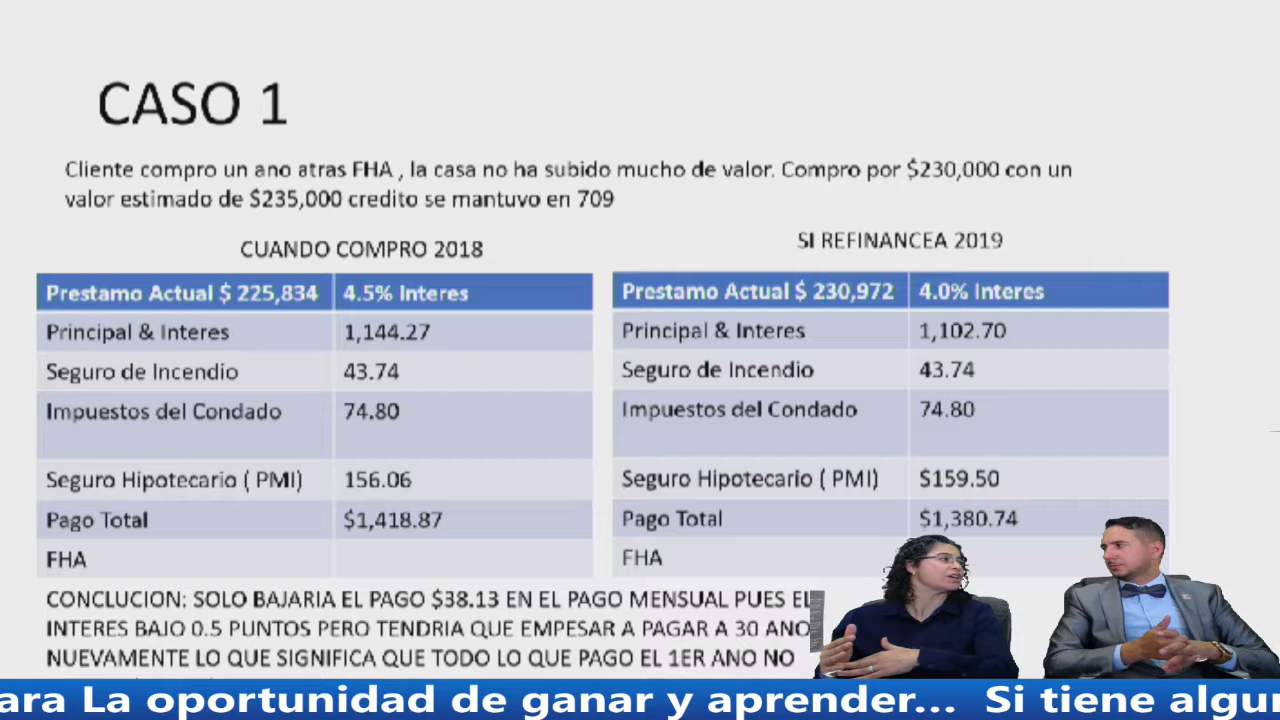 CASO 1
Cliente compro un ano atras FHA , la casa no ha subido mucho de valor. Compro por $230,000 con un
valor estimado de $235,000 credito se mantuvo en 709
CUANDO COMPRO 2018
Prestamo Actual $ 225,834 4.5% Interes
Principal & Interes 1,144.27
Seguro de Incendio 43.74
Impuestos del Condado 74.80
Seguro Hipotecario ( PMI) 156.06
Pago Total $1,418.87
FHA
SI REFINANCEA 2019
Prestamo Actual $ 230,972 4.0% Interes
Principal & Interes 1,102.70
Seguro de Incendio 43.74
Impuestos del Condado 74.80
Seguro Hipotecario ( PMI) $159.50
Pago Total $1,380.74
FHA
CONCLUCION: SOLO BAJARIA EL PAGO $38.13 EN EL PAGO MENSUAL PUES EL
INTERES BAJO 0.5 PUNTOS PERO TENDRIA QUE EMPESAR A PAGAR A 30 ANO
NUEVAMENTE LO QUE SIGNIFICA QUE TODO LO QUE PAGO EL 1ER ANO NO
ara La oportunidad de ganar y aprender... Si tiene algur